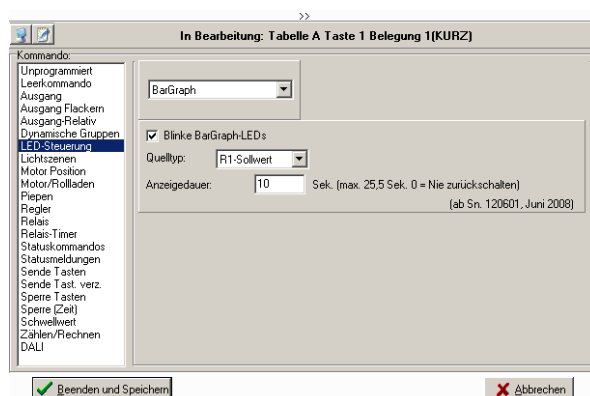 >>
In Bearbeitung: Tabelle A Taste 1 Belegung 1(KURZ)
Kommando:
Unprogrammiert
Leerkommando
Ausgang
Ausgang Flackern
Ausgang-Relativ
Dynamische Gruppen
LED-Steuerung
Lichtszenen
Motor Position
Motor/Rollladen
Piepen
Regler
Relais
Relais-Timer
Statuskommandos
Statusmeldungen
Sende Tasten
Sende Tast. verz.
Sperre Tasten
Sperre (Zeit)
Schwellwert
Zählen/Rechnen
DALI
BarGraph
Blinke BarGraph-LEDs
Quelltyp: R1-Sollwert
Anzeigedauer: 10 Sek. (max. 25,5 Sek. 0 = Nie zurückschalten)
(ab Sn. 120601, Juni 2008)
Beenden und Speichern
Abbrechen